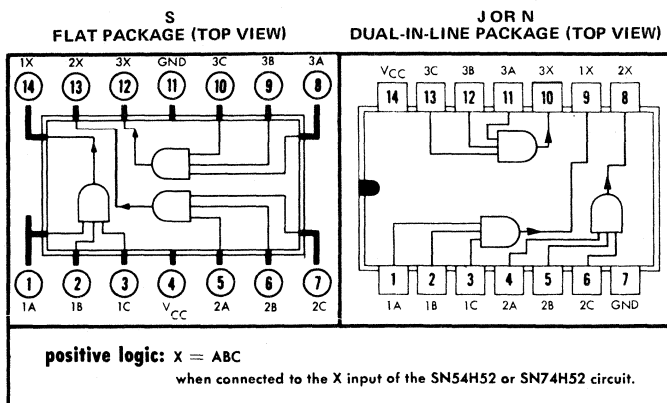 S
FLAT PACKAGE (TOP VIEW)
1X 2X 3X GND 3C 3B 3A
14 13 12 11 10 9 8
1 2 3 4 5 6 7
1A 1B 1C VCC 2A 2B 2C
J OR N
DUAL-IN-LINE PACKAGE (TOP VIEW)
VCC 3C 3B 3A 3X 1X 2X
14 13 12 11 10 9 8
1 2 3 4 5 6 7
1A 1B 1C 2A 2B 2C GND
positive logic: X = ABC
when connected to the X input of the SN54H52 or SN74H52 circuit.